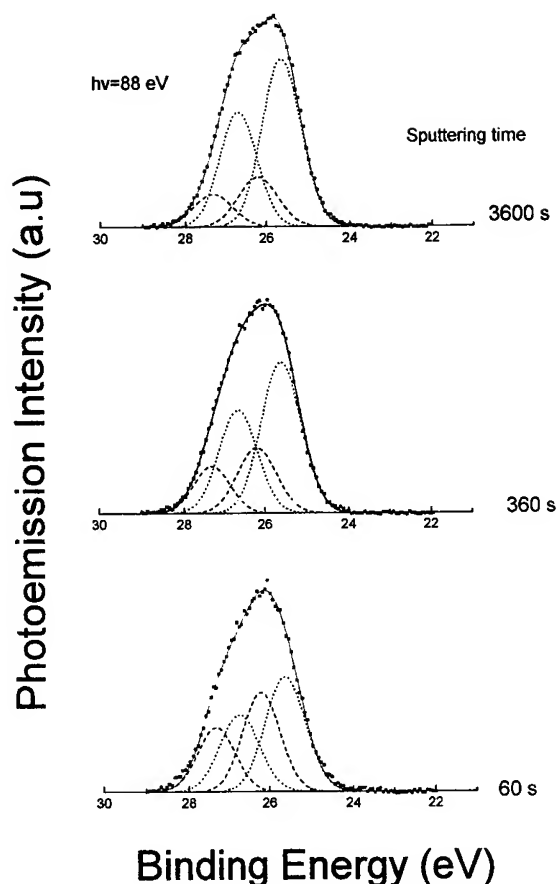 hν=88 eV
Sputtering time
3600 s
30 28 26 24 22
360 s
30 28 26 24 22
60 s
30 28 26 24 22
Photoemission Intensity (a.u)
Binding Energy (eV)